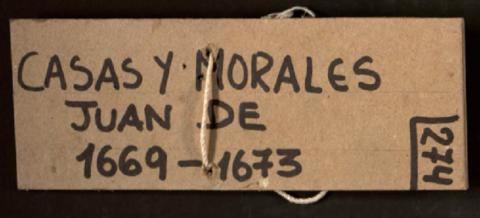 CASAS Y MORALES
JUAN DE
1669-1673
274